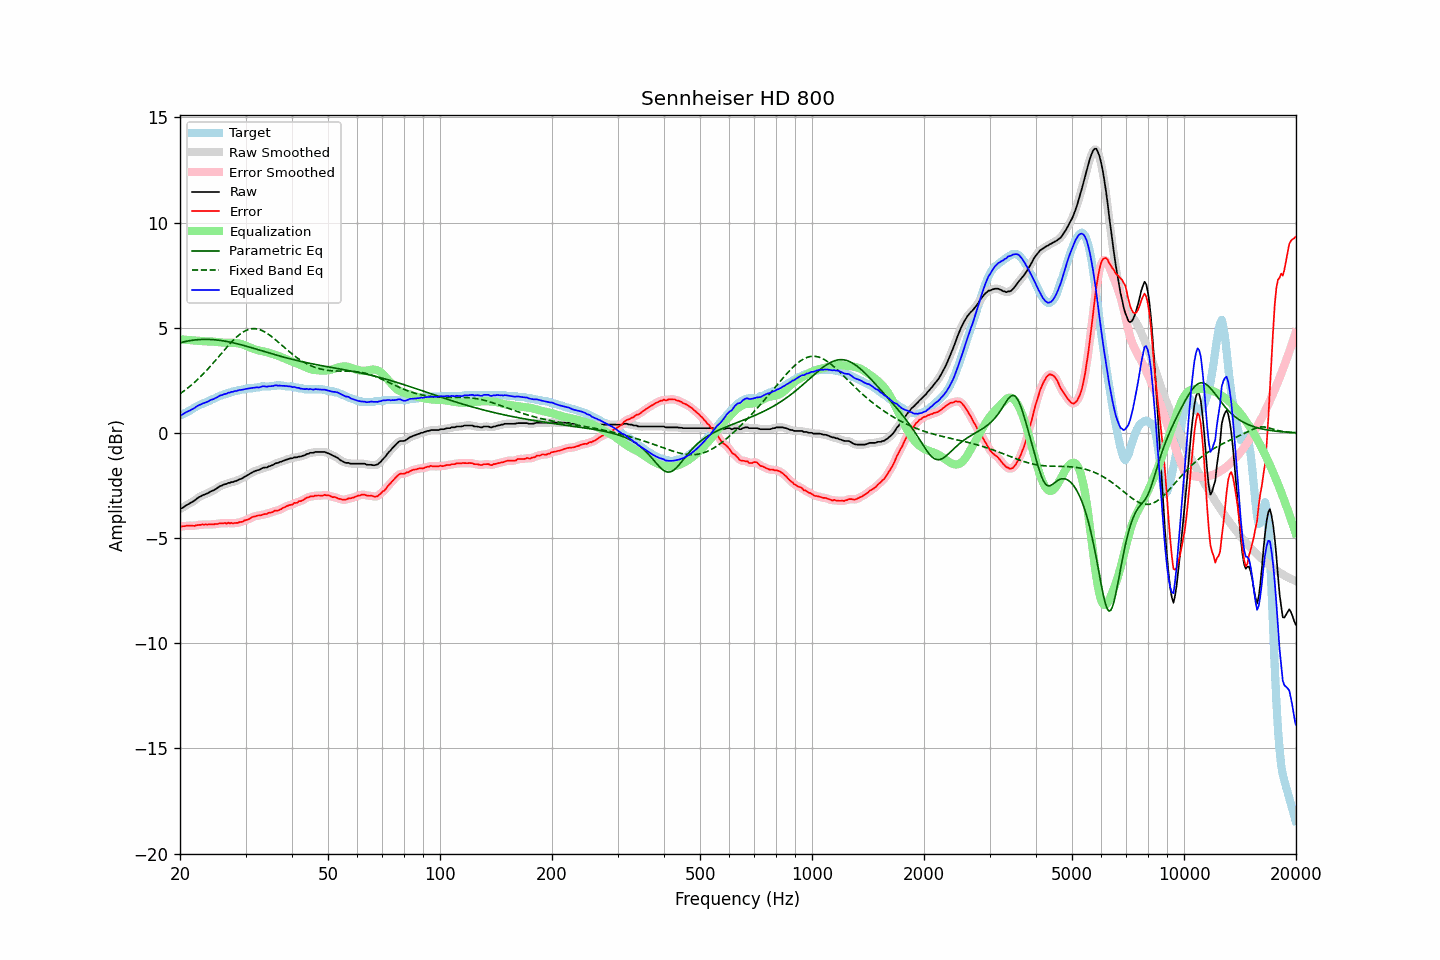 Sennheiser HD 800
Amplitude (dBr)
15
10
5
0
−5
−10
−15
−20
Target
Raw Smoothed
Error Smoothed
Raw
Error
Equalization
Parametric Eq
Fixed Band Eq
Equalized
20 50 100 200 500 1000 2000 5000 10000 20000
Frequency (Hz)